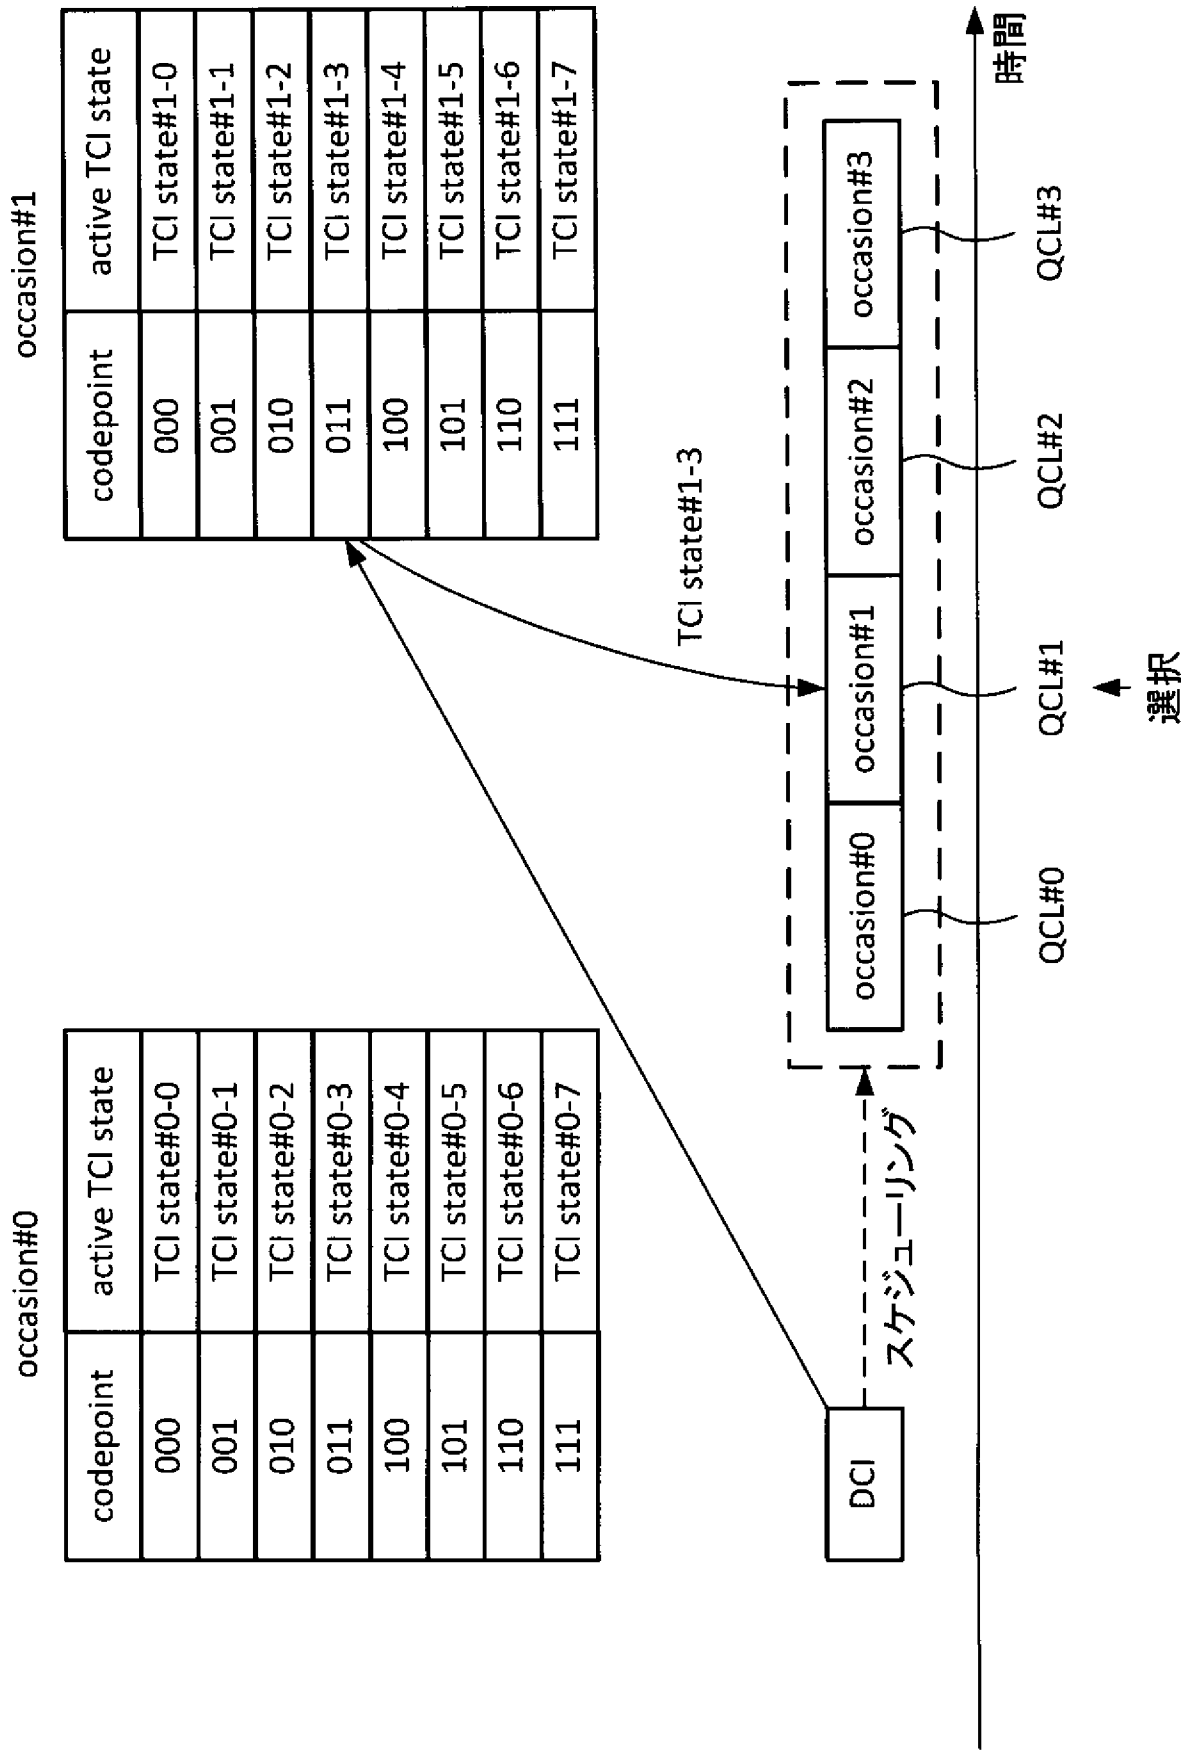 occasion#0
codepoint active TCI state
000 TCI state#0-0
001 TCI state#0-1
010 TCI state#0-2
011 TCI state#0-3
100 TCI state#0-4
101 TCI state#0-5
110 TCI state#0-6
111 TCI state#0-7
occasion#1
codepoint active TCI state
000 TCI state#1-0
001 TCI state#1-1
010 TCI state#1-2
011 TCI state#1-3
100 TCI state#1-4
101 TCI state#1-5
110 TCI state#1-6
111 TCI state#1-7
TCI state#1-3
DCI
スケジューリング
occasion#0 occasion#1 occasion#2 occasion#3
時間
QCL#0 QCL#1 QCL#2 QCL#3
選択